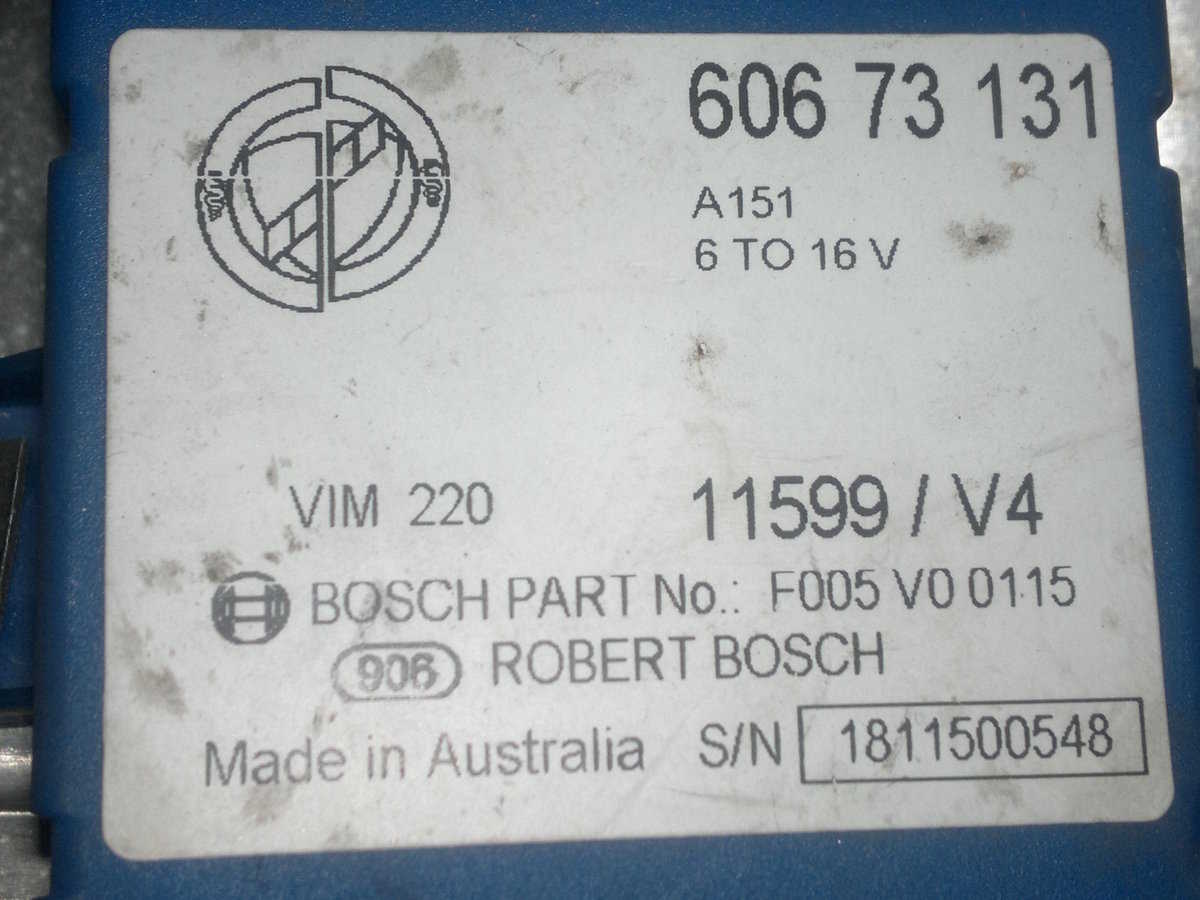 606 73 131
A151
6 TO 16 V
VIM 220
11599 / V4
BOSCH PART No.: F005 V0 0115
906 ROBERT BOSCH
Made in Australia S/N 1811500548